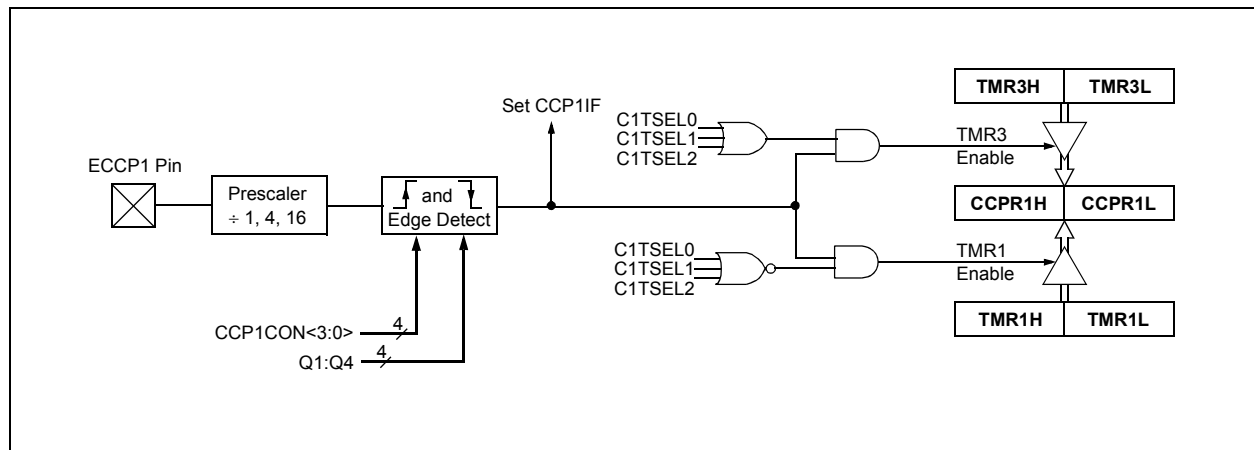 TMR3H TMR3L
Set CCP1IF
C1TSEL0
C1TSEL1
C1TSEL2
TMR3
Enable
ECCP1 Pin
Prescaler
÷ 1, 4, 16
and
Edge Detect
CCPR1H CCPR1L
C1TSEL0
C1TSEL1
C1TSEL2
TMR1
Enable
TMR1H TMR1L
CCP1CON<3:0> 4
Q1:Q4 4